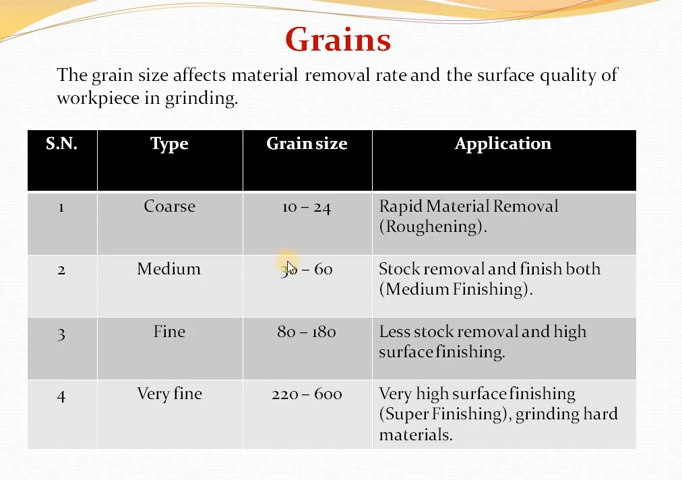 Grains
The grain size affects material removal rate and the surface quality of
workpiece in grinding.
S.N. Type Grain size Application
1 Coarse 10 – 24 Rapid Material Removal
(Roughening).
2 Medium 30 – 60 Stock removal and finish both
(Medium Finishing).
3 Fine 80 – 180 Less stock removal and high
surface finishing.
4 Very fine 220 – 600 Very high surface finishing
(Super Finishing), grinding hard
materials.